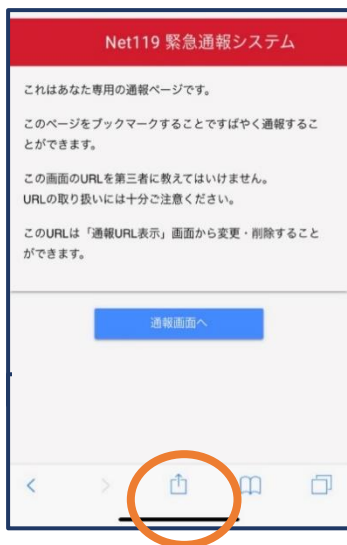 Net119 緊急通報システム
これはあなた専用の通報ページです。
このページをブックマークすることですばやく通報するこ
とができます。
この画面のURLを第三者に教えてはいけません。
URLの取り扱いには十分ご注意ください。
このURLは「通報URL表示」画面から変更・削除すること
ができます。
通報画面へ